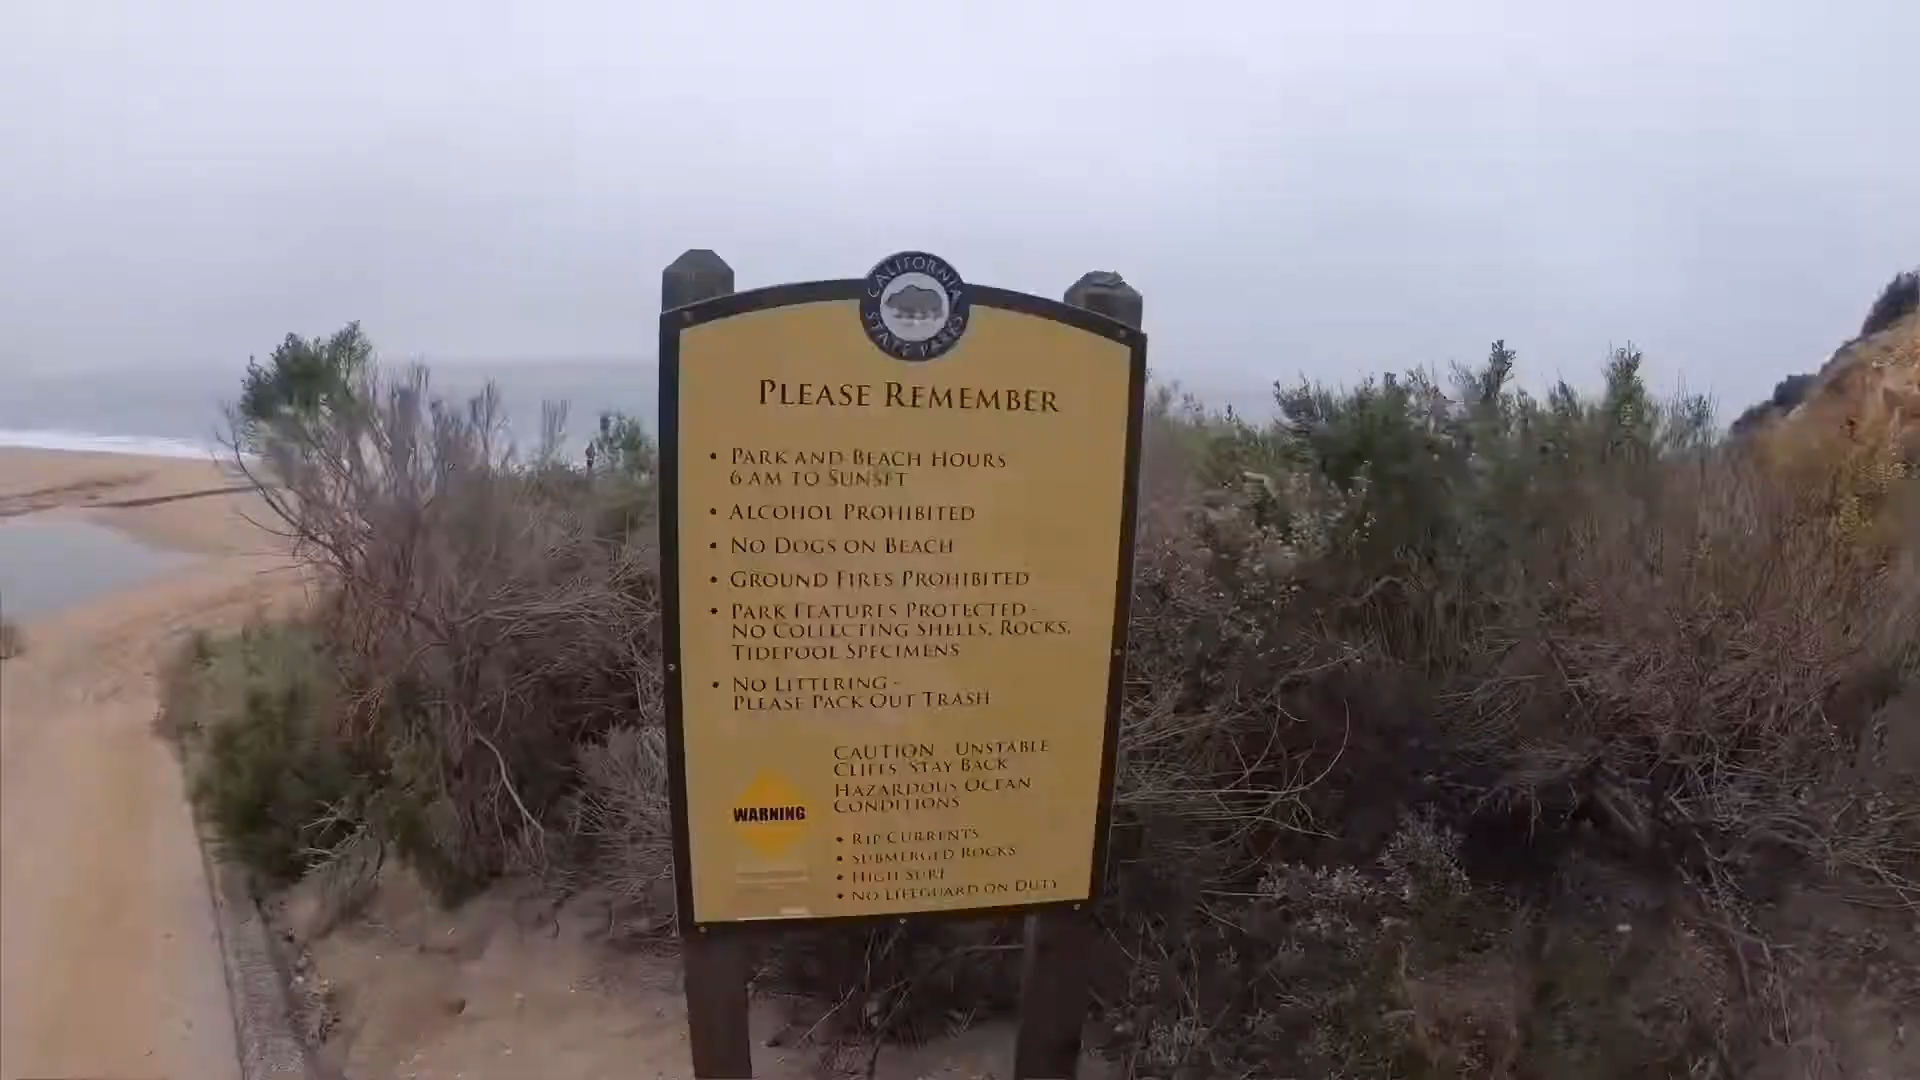 CALIFORNIA
STATE PARKS
PLEASE REMEMBER
• PARK AND BEACH HOURS
6 AM TO SUNSET
• ALCOHOL PROHIBITED
• NO DOGS ON BEACH
• GROUND FIRES PROHIBITED
• PARK FEATURES PROTECTED -
NO COLLECTING SHELLS, ROCKS,
TIDEPOOL SPECIMENS
• NO LITTERING -
PLEASE PACK OUT TRASH
WARNING
CAUTION - UNSTABLE
CLIFFS, STAY BACK
HAZARDOUS OCEAN
CONDITIONS
• RIP CURRENTS
• SUBMERGED ROCKS
• HIGH SURF
• NO LIFEGUARD ON DUTY